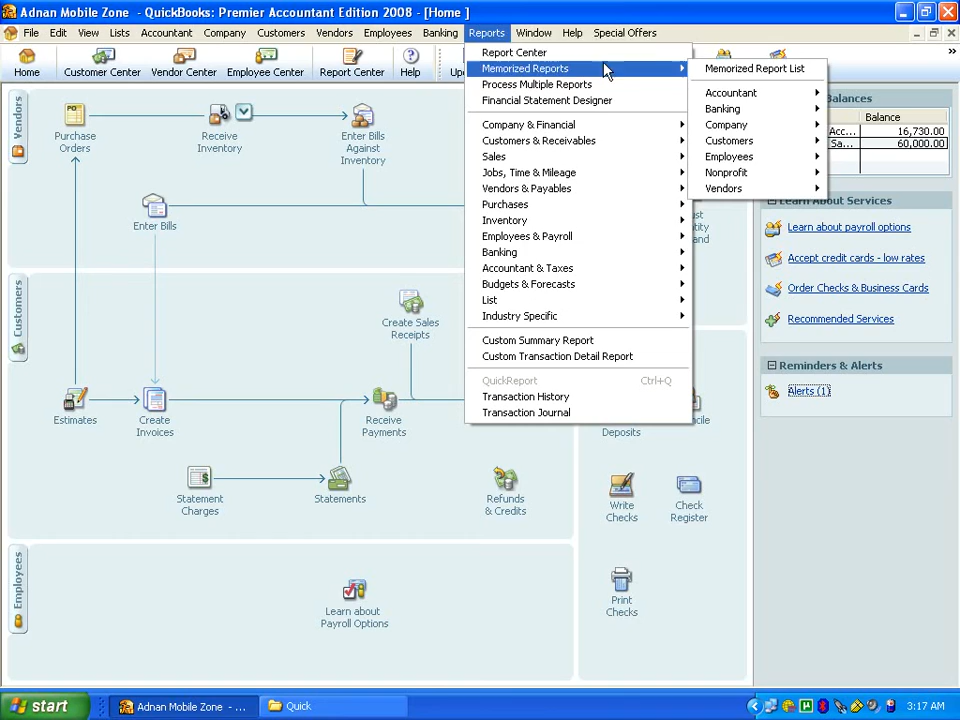 Adnan Mobile Zone - QuickBooks: Premier Accountant Edition 2008 - [Home ]
File Edit View Lists Accountant Company Customers Vendors Employees Banking Reports Window Help Special Offers
Home Customer Center Vendor Center Employee Center Report Center Help
Report Center
Memorized Reports
Process Multiple Reports
Financial Statement Designer
Company & Financial
Customers & Receivables
Sales
Jobs, Time & Mileage
Vendors & Payables
Purchases
Inventory
Employees & Payroll
Banking
Accountant & Taxes
Budgets & Forecasts
List
Industry Specific
Custom Summary Report
Custom Transaction Detail Report
QuickReport Ctrl+Q
Transaction History
Transaction Journal
Memorized Report List
Accountant
Banking
Company
Customers
Employees
Nonprofit
Vendors
Vendors
Purchase
Orders
Receive
Inventory
Enter Bills
Against
Inventory
Enter Bills
Customers
Create Sales
Receipts
Estimates
Create
Invoices
Receive
Payments
Statement
Charges
Statements
Refunds
& Credits
Employees
Learn about
Payroll Options
Deposits
Write
Checks
Check
Register
Print
Checks
Balances
Balance
Acc... 16,730.00
Sa... 60,000.00
Learn About Services
Learn about payroll options
Accept credit cards - low rates
Order Checks & Business Cards
Recommended Services
Reminders & Alerts
Alerts (1)
start
Adnan Mobile Zone - ...
Quick
3:17 AM